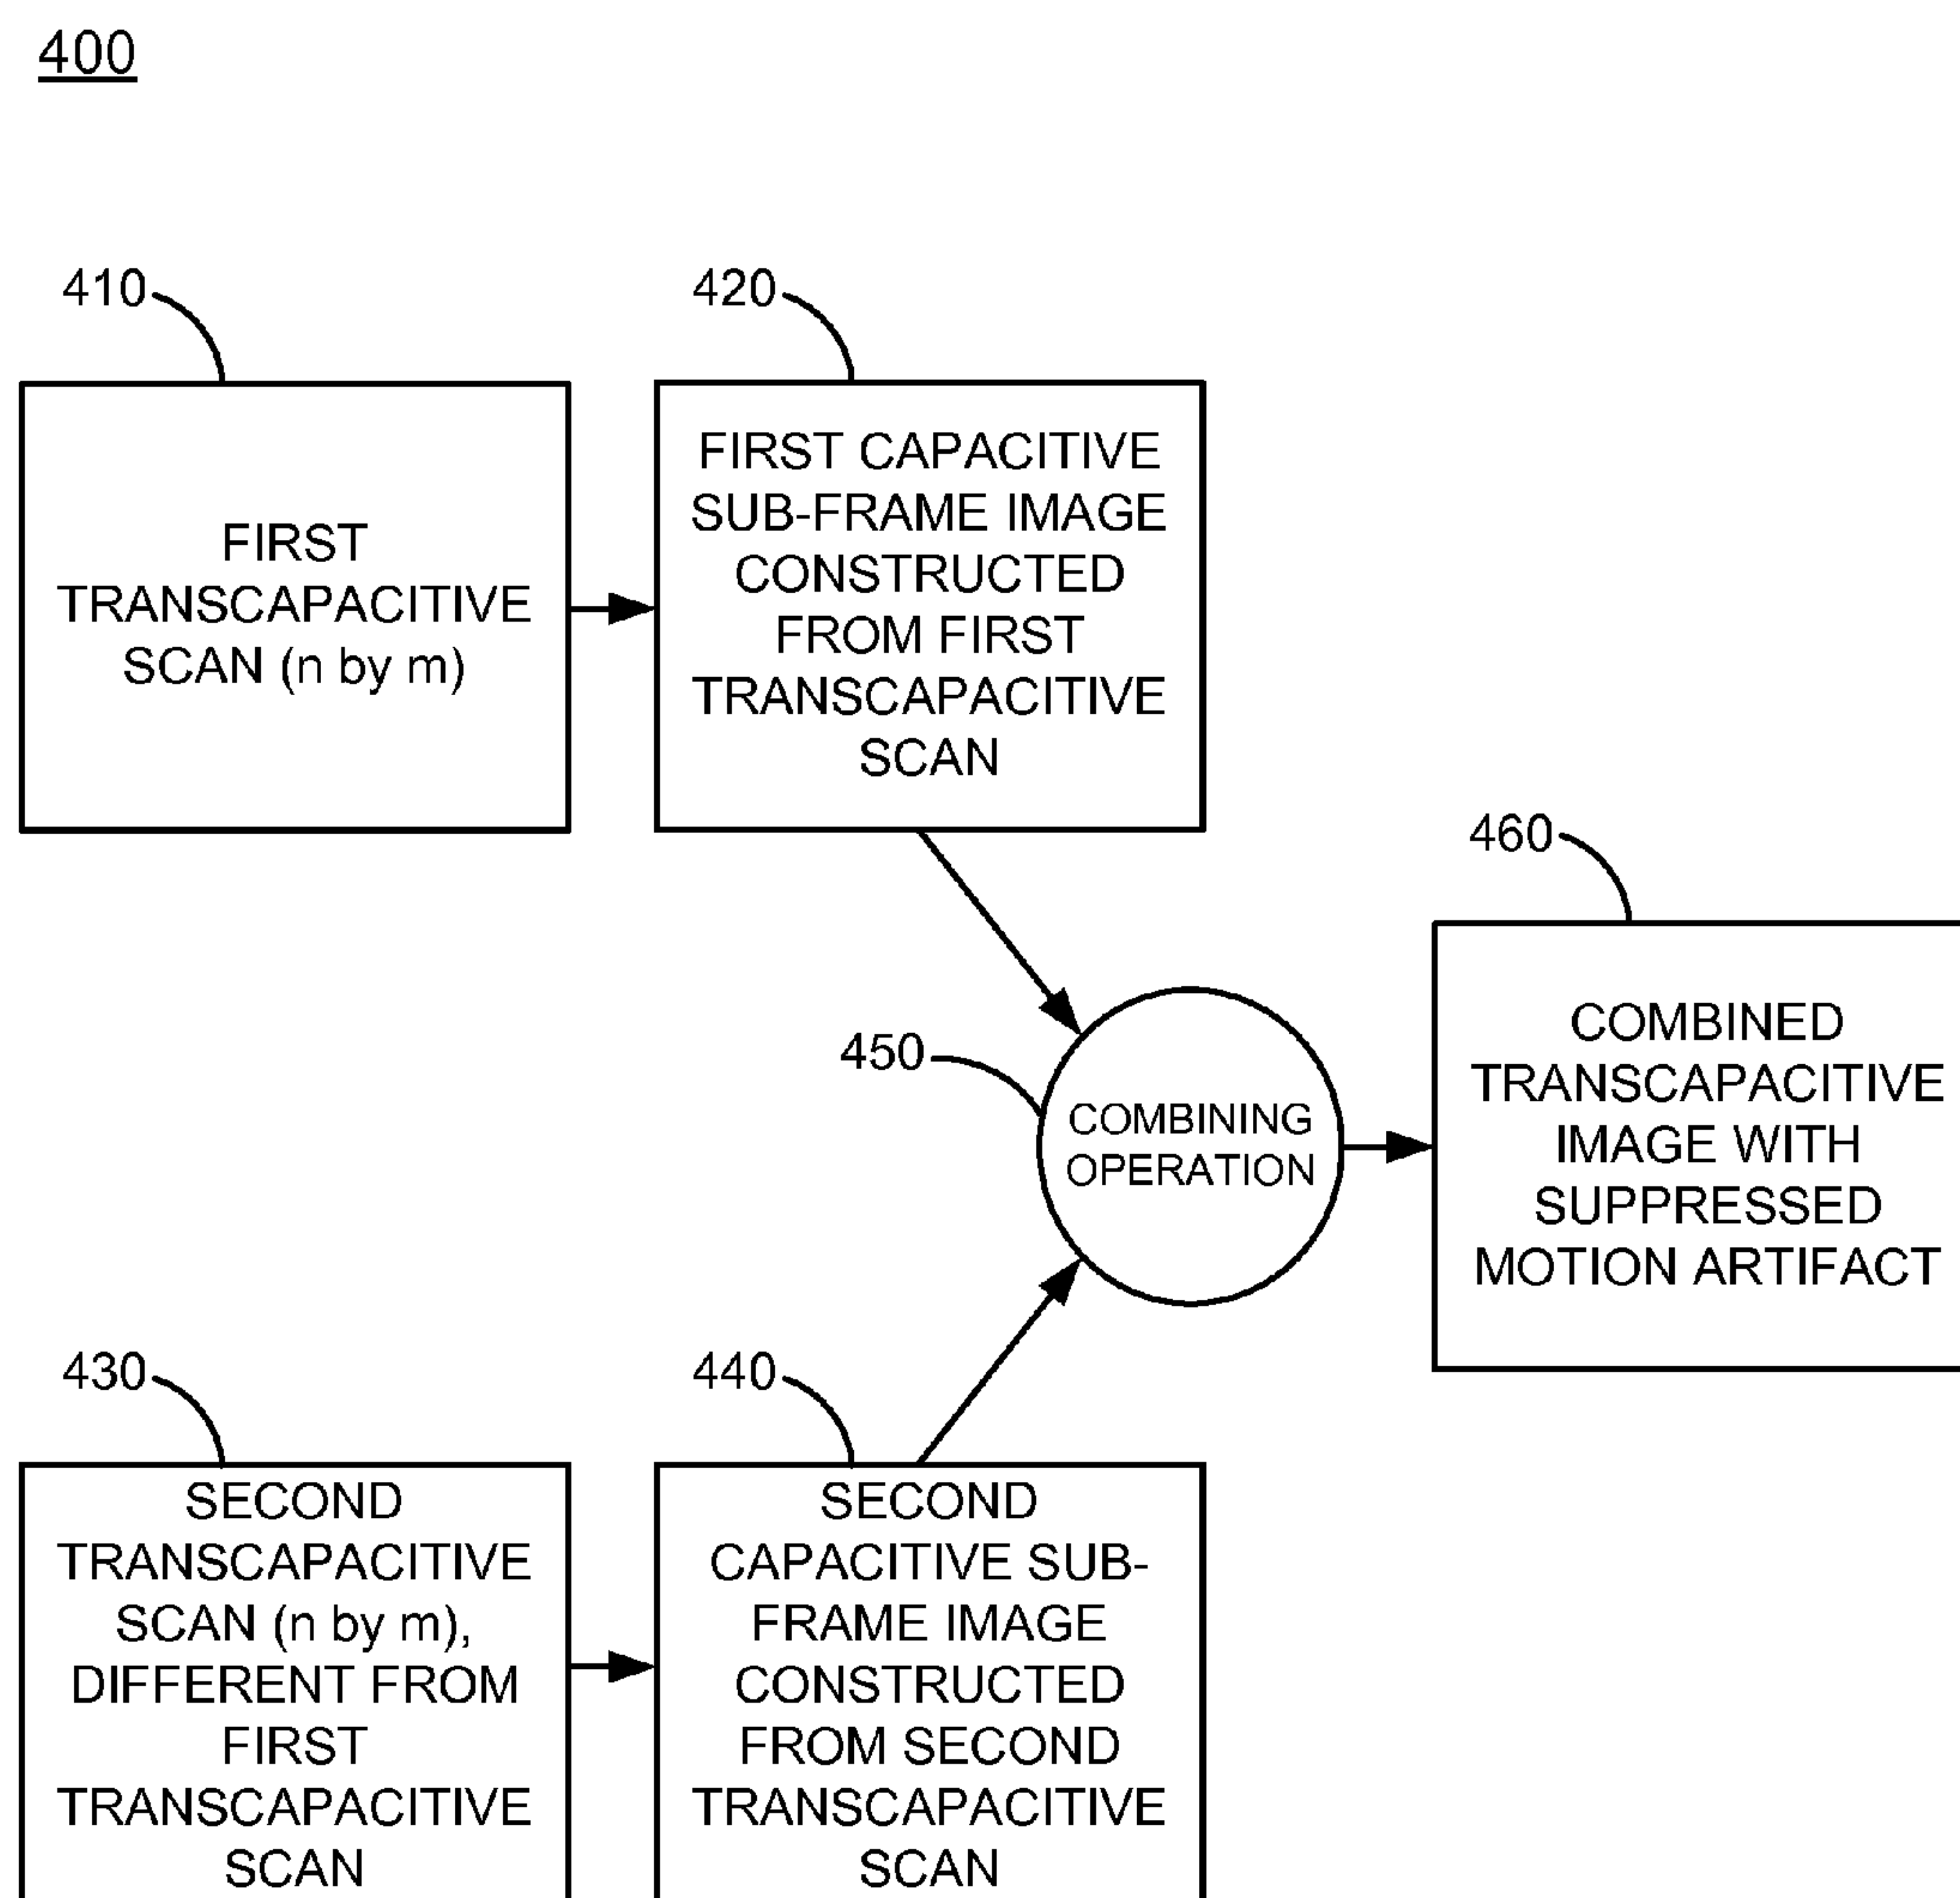 400
410
FIRST
TRANSCAPACITIVE
SCAN (n by m)
420
FIRST CAPACITIVE
SUB-FRAME IMAGE
CONSTRUCTED
FROM FIRST
TRANSCAPACITIVE
SCAN
430
SECOND
TRANSCAPACITIVE
SCAN (n by m),
DIFFERENT FROM
FIRST
TRANSCAPACITIVE
SCAN
440
SECOND
CAPACITIVE SUB-
FRAME IMAGE
CONSTRUCTED
FROM SECOND
TRANSCAPACITIVE
SCAN
450
COMBINING
OPERATION
460
COMBINED
TRANSCAPACITIVE
IMAGE WITH
SUPPRESSED
MOTION ARTIFACT